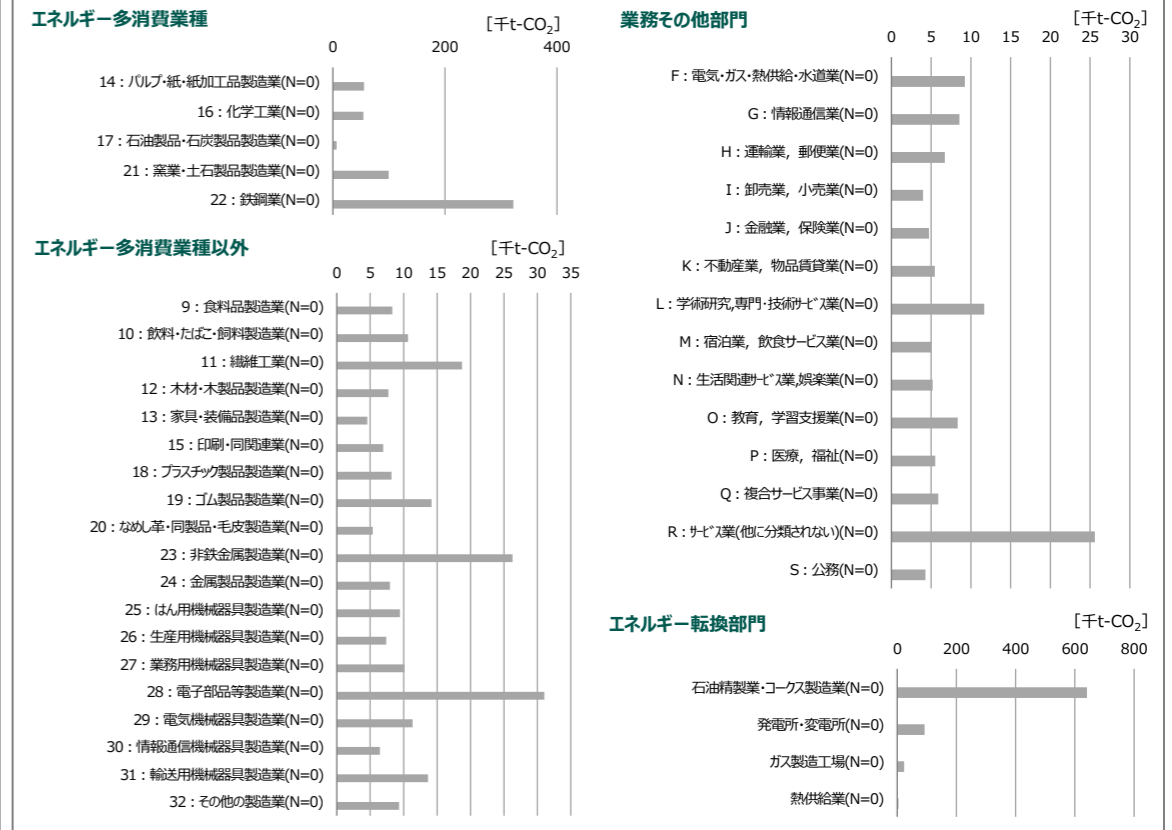 エネルギー多消費業種
[千t-CO₂]
0 200 400
14：パルプ・紙・紙加工品製造業(N=0)
16：化学工業(N=0)
17：石油製品・石炭製品製造業(N=0)
21：窯業・土石製品製造業(N=0)
22：鉄鋼業(N=0)
エネルギー多消費業種以外
[千t-CO₂]
0 5 10 15 20 25 30 35
9：食料品製造業(N=0)
10：飲料・たばこ・飼料製造業(N=0)
11：繊維工業(N=0)
12：木材・木製品製造業(N=0)
13：家具・装備品製造業(N=0)
15：印刷・同関連業(N=0)
18：プラスチック製品製造業(N=0)
19：ゴム製品製造業(N=0)
20：なめし革・同製品・毛皮製造業(N=0)
23：非鉄金属製造業(N=0)
24：金属製品製造業(N=0)
25：はん用機械器具製造業(N=0)
26：生産用機械器具製造業(N=0)
27：業務用機械器具製造業(N=0)
28：電子部品等製造業(N=0)
29：電気機械器具製造業(N=0)
30：情報通信機械器具製造業(N=0)
31：輸送用機械器具製造業(N=0)
32：その他の製造業(N=0)
業務その他部門
[千t-CO₂]
0 5 10 15 20 25 30
F：電気・ガス・熱供給・水道業(N=0)
G：情報通信業(N=0)
H：運輸業，郵便業(N=0)
I：卸売業，小売業(N=0)
J：金融業，保険業(N=0)
K：不動産業，物品賃貸業(N=0)
L：学術研究,専門・技術ｻｰﾋﾞｽ業(N=0)
M：宿泊業，飲食サービス業(N=0)
N：生活関連ｻｰﾋﾞｽ業,娯楽業(N=0)
O：教育，学習支援業(N=0)
P：医療，福祉(N=0)
Q：複合サービス事業(N=0)
R：ｻｰﾋﾞｽ業(他に分類されない)(N=0)
S：公務(N=0)
エネルギー転換部門
[千t-CO₂]
0 200 400 600 800
石油精製業・コークス製造業(N=0)
発電所・変電所(N=0)
ガス製造工場(N=0)
熱供給業(N=0)